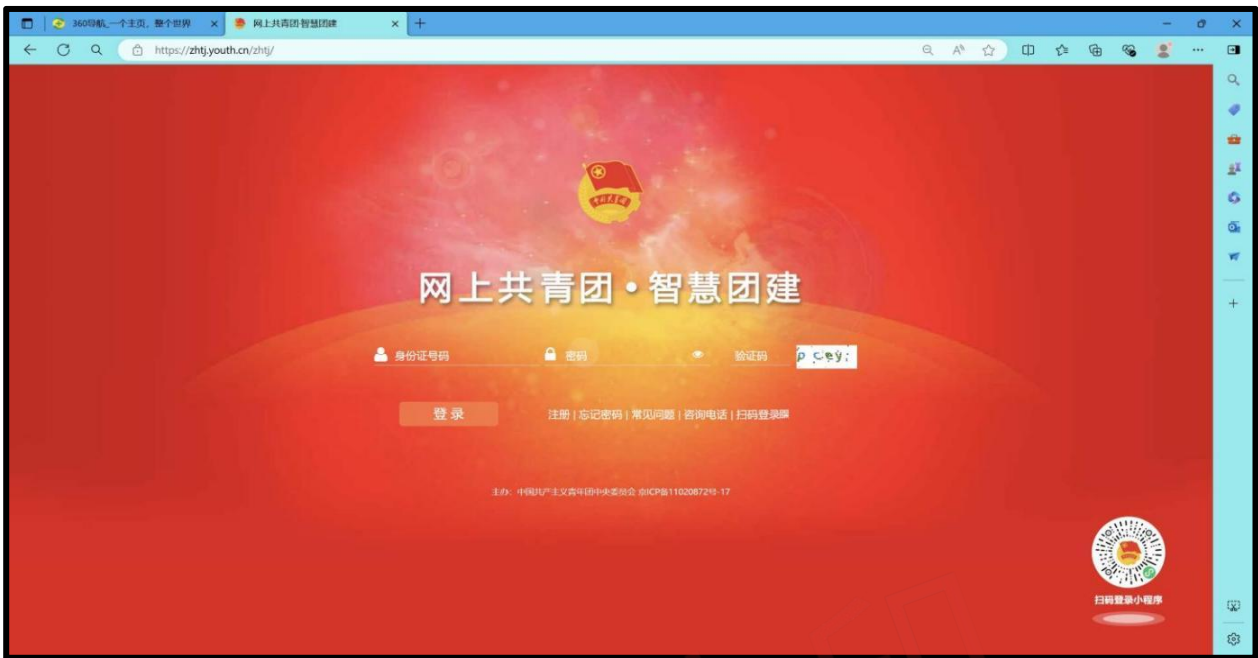 360导航_一个主页，整个世界
网上共青团·智慧团建
https://zhtj.youth.cn/zhtj/
网上共青团·智慧团建
身份证号码
密码
验证码
登录
注册 | 忘记密码 | 常见问题 | 咨询电话 | 扫码登录
主办：中国共产主义青年团中央委员会 京ICP备11020872号-17
扫码登录小程序